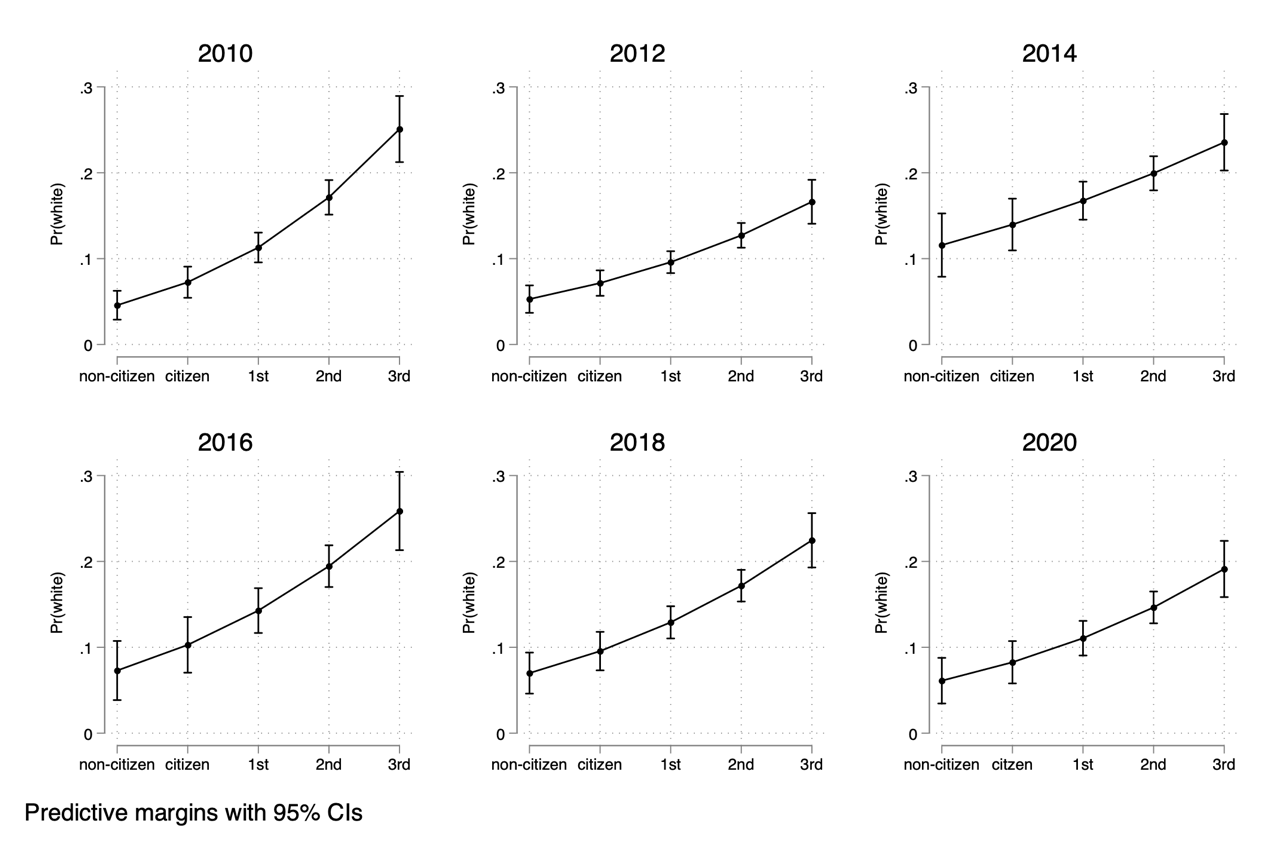 2010 2012 2014
.3 .3 .3
.2 .2 .2
Pr(white) Pr(white) Pr(white)
.1 .1 .1
0 0 0
non-citizen citizen 1st 2nd 3rd non-citizen citizen 1st 2nd 3rd non-citizen citizen 1st 2nd 3rd
2016 2018 2020
.3 .3 .3
.2 .2 .2
Pr(white) Pr(white) Pr(white)
.1 .1 .1
0 0 0
non-citizen citizen 1st 2nd 3rd non-citizen citizen 1st 2nd 3rd non-citizen citzen 1st 2nd 3rd
Predictive margins with 95% CIs